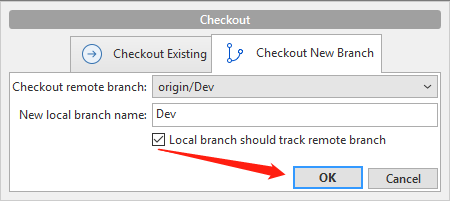 Checkout
Checkout Existing
Checkout New Branch
Checkout remote branch: origin/Dev
New local branch name: Dev
Local branch should track remote branch
OK
Cancel